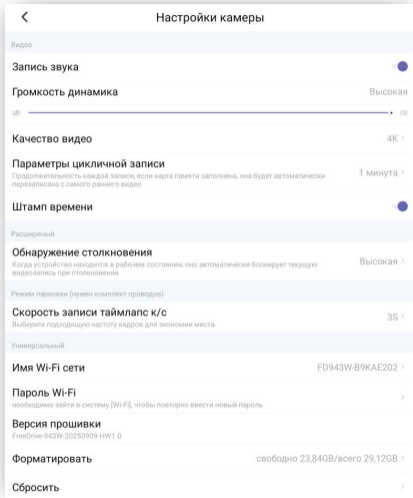 Настройки камеры
Видео
Запись звука
Громкость динамика Высокая
Качество видео 4K
Параметры цикличной записи 1 минута
Продолжительность каждой записи, если карта памяти заполнена, она будет автоматически
перезаписана с самого раннего видео
Штамп времени
Расширеный
Обнаружение столкновения Высокая
Когда устройство находится в рабочем состоянии, оно автоматически блокирует текущую
видеозапись при столкновении
Режим парковки (нужен комплект проводов)
Скорость записи таймлапс к/с 3S
Выберите подходящую частоту кадров для экономии места.
Универсальный
Имя Wi-Fi сети FD943W-B9KAE202
Пароль Wi-Fi
необходимо зайти в систему [Wi-Fi], чтобы повторно ввести новый пароль
Версия прошивки
FreeDrive-943W-20250909-HW1.0
Форматировать свободно 23,84GB/всего 29,12GB
Сбросить